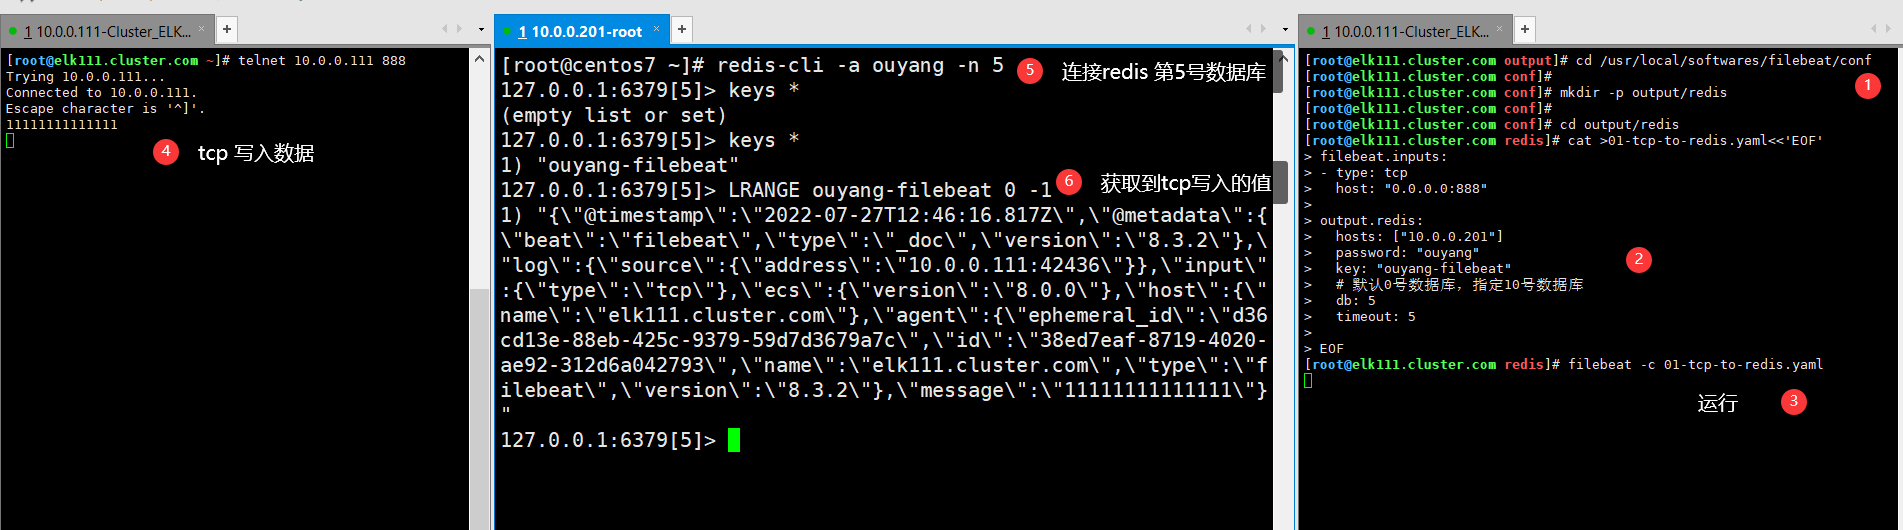 1 10.0.0.111-Cluster_ELK... × +
[root@elk111.cluster.com ~]# telnet 10.0.0.111 888
Trying 10.0.0.111...
Connected to 10.0.0.111.
Escape character is '^]'.
11111111111111
4 tcp 写入数据
1 10.0.0.201-root × +
[root@centos7 ~]# redis-cli -a ouyang -n 5
5 连接redis 第5号数据库
127.0.0.1:6379[5]> keys *
(empty list or set)
127.0.0.1:6379[5]> keys *
1) "ouyang-filebeat"
127.0.0.1:6379[5]> LRANGE ouyang-filebeat 0 -1
6 获取到tcp写入的值
1) "{\"@timestamp\":\"2022-07-27T12:46:16.817Z\",\"@metadata\":{
\"beat\":\"filebeat\",\"type\":\"_doc\",\"version\":\"8.3.2\"},\
"log\":{\"source\":{\"address\":\"10.0.0.111:42436\"}},\"input\"
:{\"type\":\"tcp\"},\"ecs\":{\"version\":\"8.0.0\"},\"host\":{\"
name\":\"elk111.cluster.com\"},\"agent\":{\"ephemeral_id\":\"d36
cd13e-88eb-425c-9379-59d7d3679a7c\",\"id\":\"38ed7eaf-8719-4020-
ae92-312d6a042793\",\"name\":\"elk111.cluster.com\",\"type\":\"f
ilebeat\",\"version\":\"8.3.2\"},\"message\":\"11111111111111\"}
"
127.0.0.1:6379[5]>
1 10.0.0.111-Cluster_ELK... × +
[root@elk111.cluster.com output]# cd /usr/local/softwares/filebeat/conf
[root@elk111.cluster.com conf]#
1
[root@elk111.cluster.com conf]# mkdir -p output/redis
[root@elk111.cluster.com conf]#
[root@elk111.cluster.com conf]# cd output/redis
[root@elk111.cluster.com redis]# cat >01-tcp-to-redis.yaml<<'EOF'
> filebeat.inputs:
> - type: tcp
>   host: "0.0.0.0:888"
>
> output.redis:
>   hosts: ["10.0.0.201"]
>   password: "ouyang"
2
>   key: "ouyang-filebeat"
>   # 默认0号数据库，指定10号数据库
>   db: 5
>   timeout: 5
>
> EOF
[root@elk111.cluster.com redis]# filebeat -c 01-tcp-to-redis.yaml
运行 3